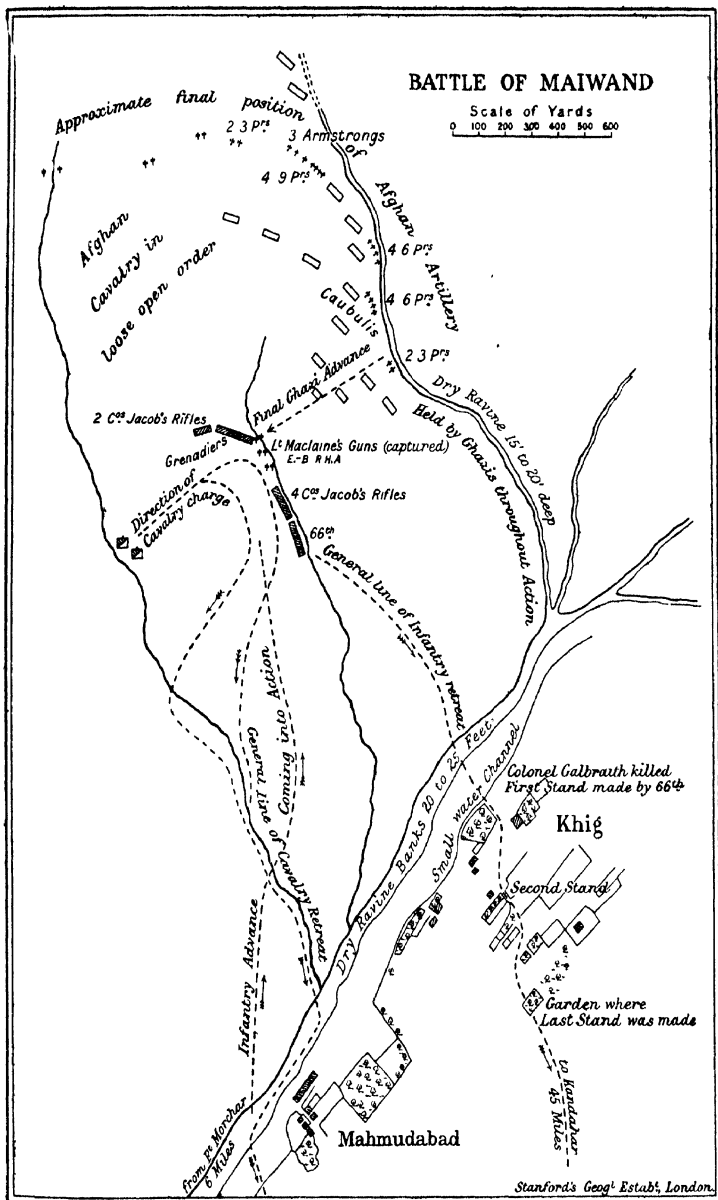 BATTLE OF MAIWAND
Scale of Yards
0 100 200 300 400 500 600
Approximate final position of Afghan Artillery
2 3 Prs
3 Armstrongs
4 9 Prs
Afghan
Cavalry in
loose open order
4 6 Prs
4 6 Prs
Caubulis
2 3 Prs
Final Ghazi Advance
Dry Ravine 15' to 20' deep
Held by Ghazis throughout Action
2 Cos Jacob's Rifles
Grenadiers
Lt Maclaine's Guns (captured)
E.-B R H.A
4 Cos Jacob's Rifles
66th
Direction of
Cavalry charge
General line of Infantry retreat
Coming into Action
General line of Cavalry Retreat
Infantry Advance
Dry Ravine Banks 20 to 25 Feet.
Small water Channel
Colonel Galbraith killed
First Stand made by 66th
Khig
Second Stand
Garden where
Last Stand was made
to Kandahar
45 Miles
Mahmudabad
from Pt Morchar
6 Miles
Stanford's Geogl Estabt, London.